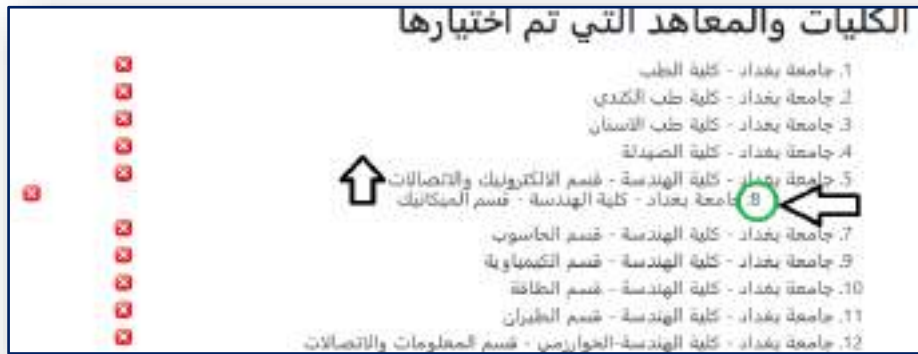 الكليات والمعاهد التي تم اختيارها
1. جامعة بغداد - كلية الطب
2. جامعة بغداد - كلية طب الكندي
3. جامعة بغداد - كلية طب الاسنان
4. جامعة بغداد - كلية الصيدلة
5. جامعة بغداد - كلية الهندسة - قسم الالكترونيك والاتصالات
8. جامعة بغداد - كلية الهندسة - قسم الميكانيك
7. جامعة بغداد - كلية الهندسة - قسم الحاسوب
9. جامعة بغداد - كلية الهندسة - قسم الكيمياوية
10. جامعة بغداد - كلية الهندسة - قسم الطاقة
11. جامعة بغداد - كلية الهندسة - قسم الطيران
12. جامعة بغداد - كلية الهندسة-الخوارزمي - قسم المعلومات والاتصالات